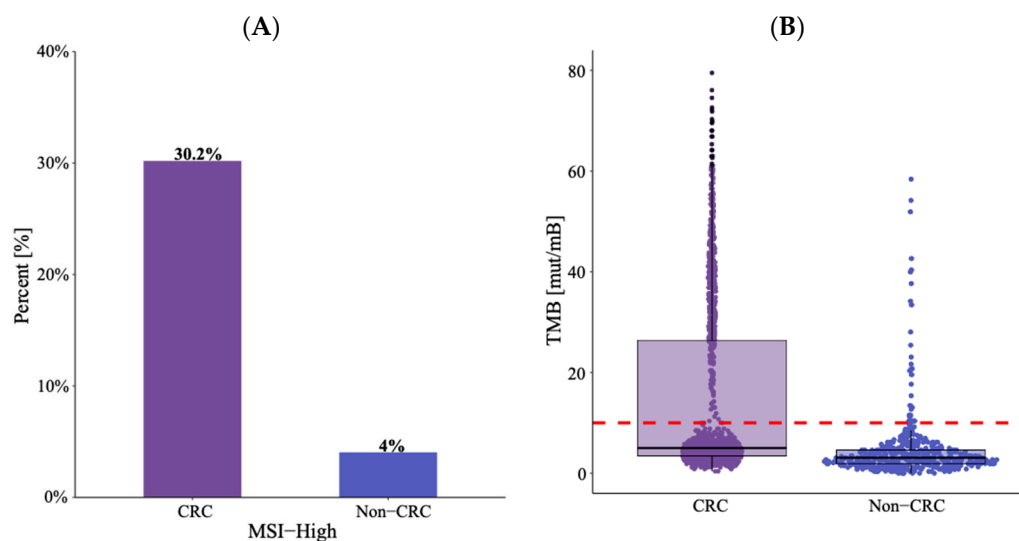 (A)
40%
30%
20%
10%
0%
Percent [%]
30.2%
4%
CRC
Non−CRC
MSI−High
(B)
80
60
40
20
0
TMB [mut/mB]
CRC
Non−CRC